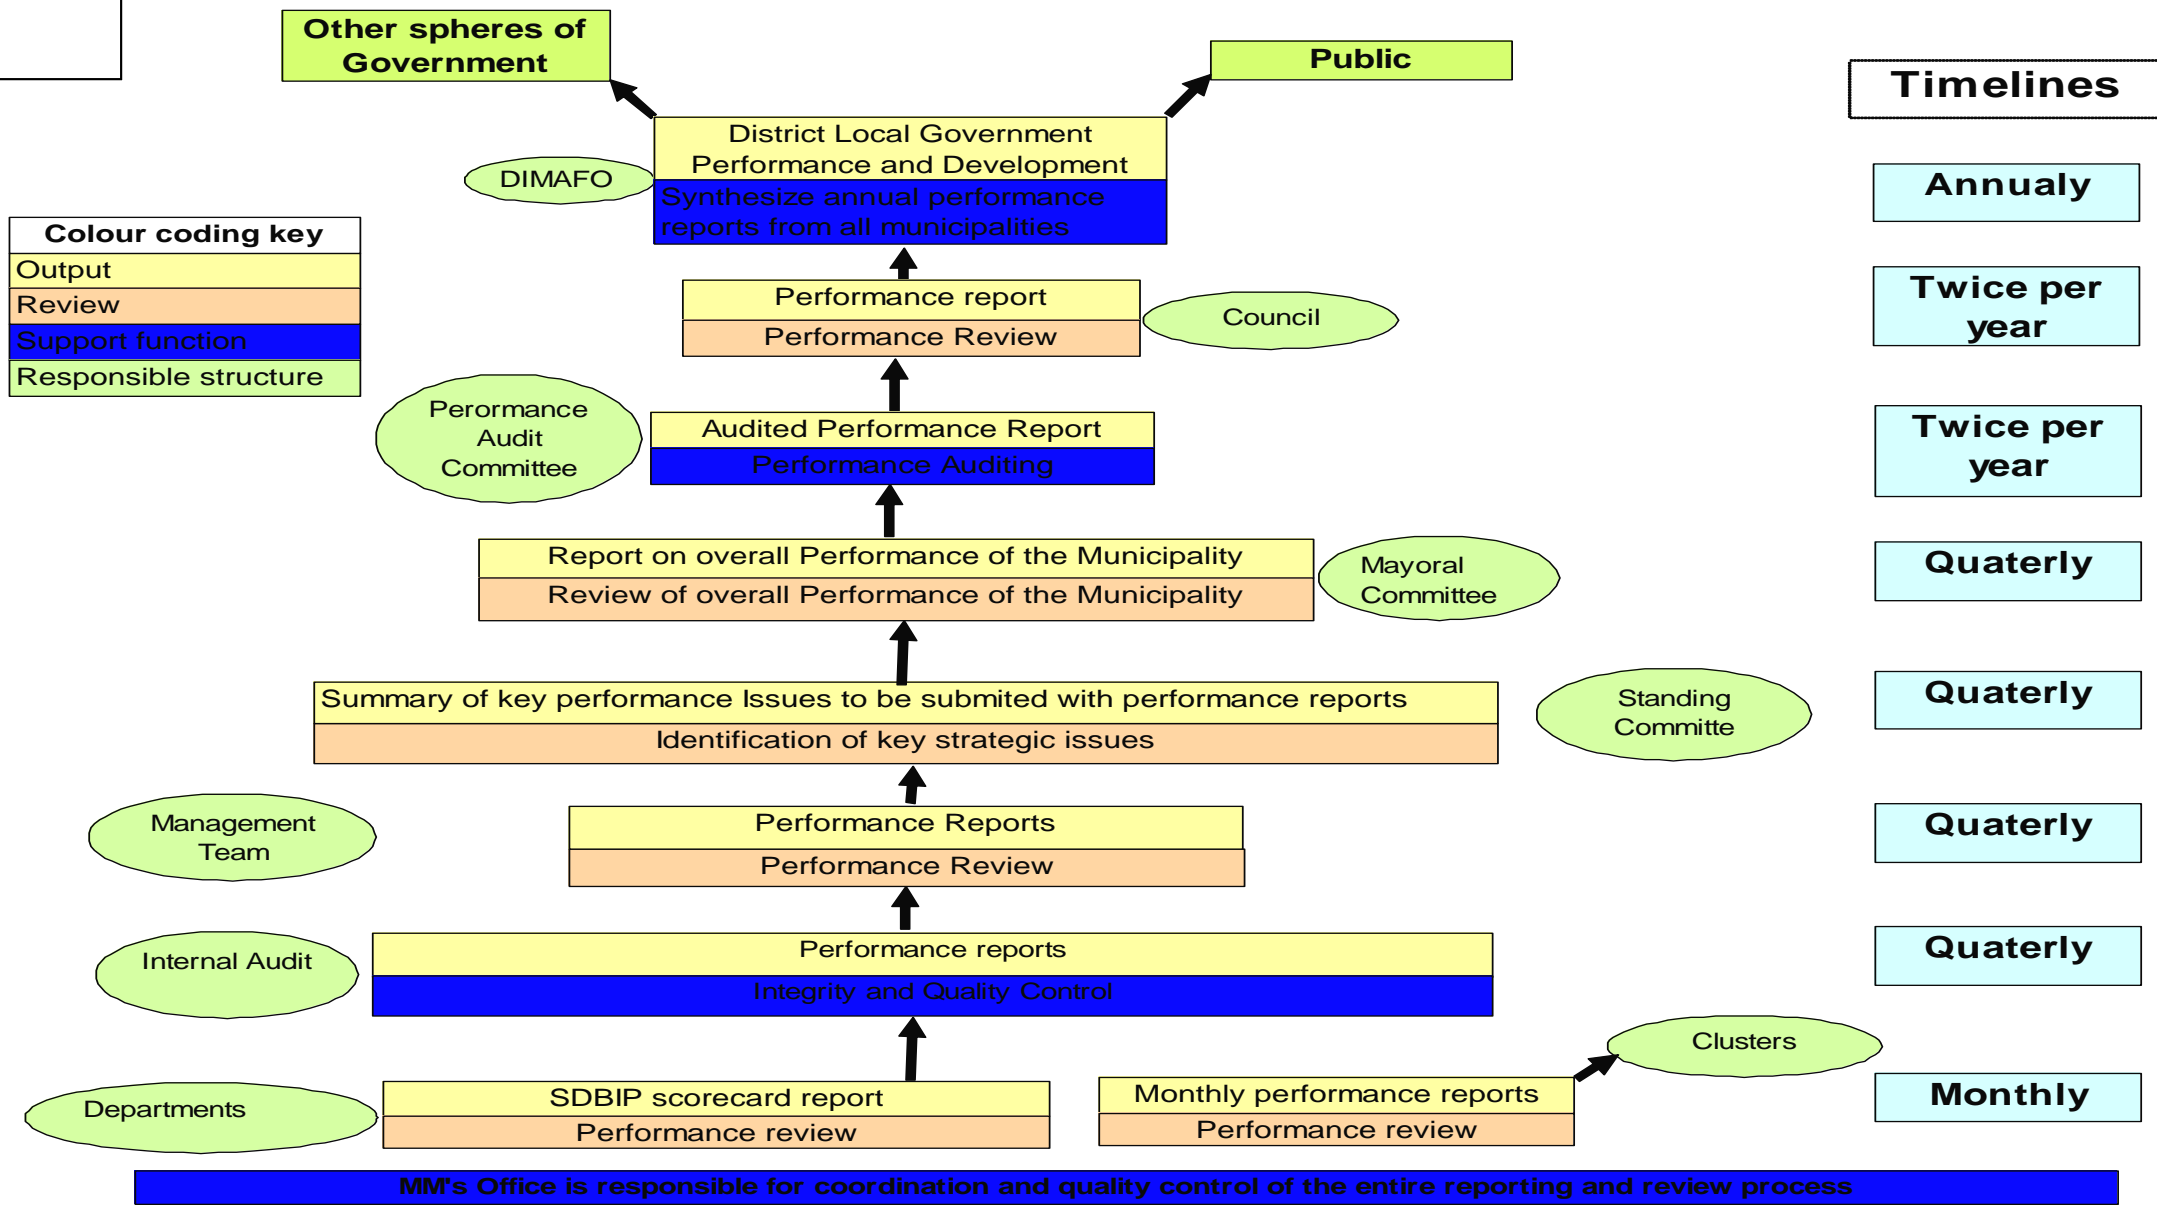 Other spheres of
Government
Public
Timelines
District Local Government
Performance and Development
DIMAFO
Synthesize annual performance
reports from all municipalities
Annualy
Colour coding key
Output
Review
Support function
Responsible structure
Performance report
Performance Review
Council
Twice per
year
Perormance
Audit
Committee
Audited Performance Report
Performance Auditing
Twice per
year
Report on overall Performance of the Municipality
Review of overall Performance of the Municipality
Mayoral
Committee
Quaterly
Summary of key performance Issues to be submited with performance reports
Identification of key strategic issues
Standing
Committe
Quaterly
Management
Team
Performance Reports
Performance Review
Quaterly
Internal Audit
Performance reports
Integrity and Quality Control
Quaterly
Clusters
Departments
SDBIP scorecard report
Performance review
Monthly performance reports
Performance review
Monthly
MM's Office is responsible for coordination and quality control of the entire reporting and review process